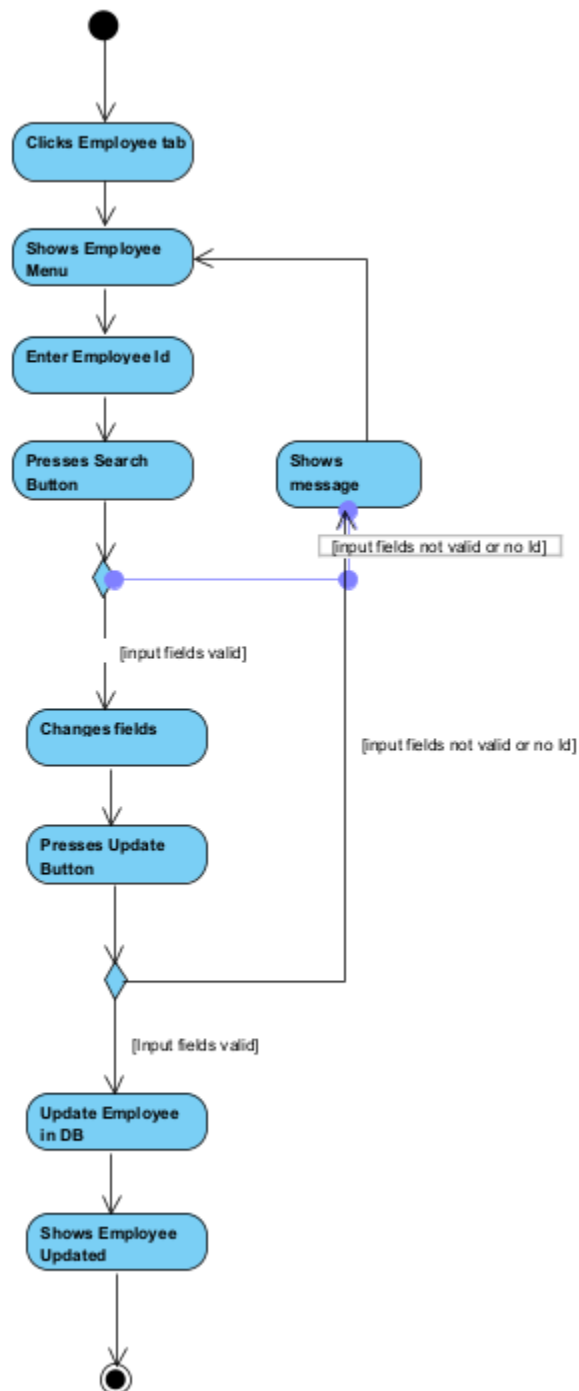 Clicks Employee tab
Shows Employee
Menu
Enter Employee Id
Presses Search
Button
Shows
message
[input fields not valid or no Id]
[input fields valid]
Changes fields
[input fields not valid or no Id]
Presses Update
Button
[Input fields valid]
Update Employee
in DB
Shows Employee
Updated